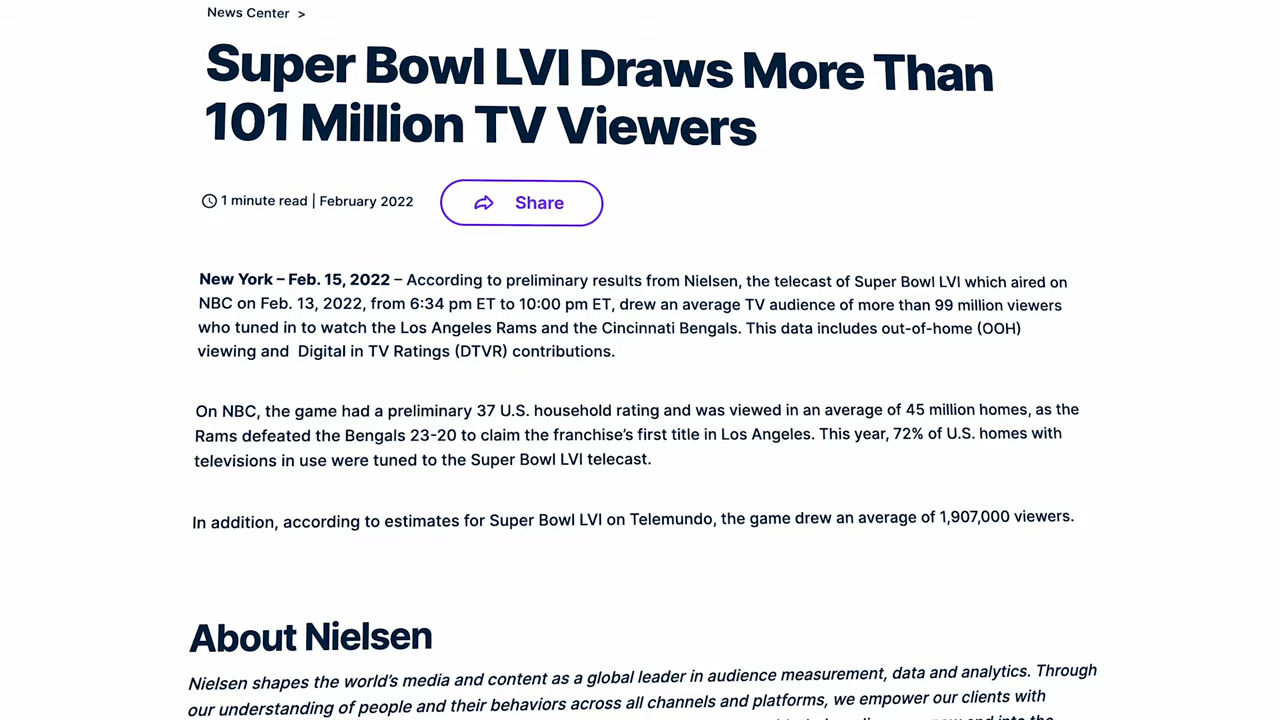 News Center >
Super Bowl LVI Draws More Than
101 Million TV Viewers
1 minute read | February 2022
Share
New York – Feb. 15, 2022 – According to preliminary results from Nielsen, the telecast of Super Bowl LVI which aired on
NBC on Feb. 13, 2022, from 6:34 pm ET to 10:00 pm ET, drew an average TV audience of more than 99 million viewers
who tuned in to watch the Los Angeles Rams and the Cincinnati Bengals. This data includes out-of-home (OOH)
viewing and Digital in TV Ratings (DTVR) contributions.
On NBC, the game had a preliminary 37 U.S. household rating and was viewed in an average of 45 million homes, as the
Rams defeated the Bengals 23-20 to claim the franchise’s first title in Los Angeles. This year, 72% of U.S. homes with
televisions in use were tuned to the Super Bowl LVI telecast.
In addition, according to estimates for Super Bowl LVI on Telemundo, the game drew an average of 1,907,000 viewers.
About Nielsen
Nielsen shapes the world’s media and content as a global leader in audience measurement, data and analytics. Through
our understanding of people and their behaviors across all channels and platforms, we empower our clients with